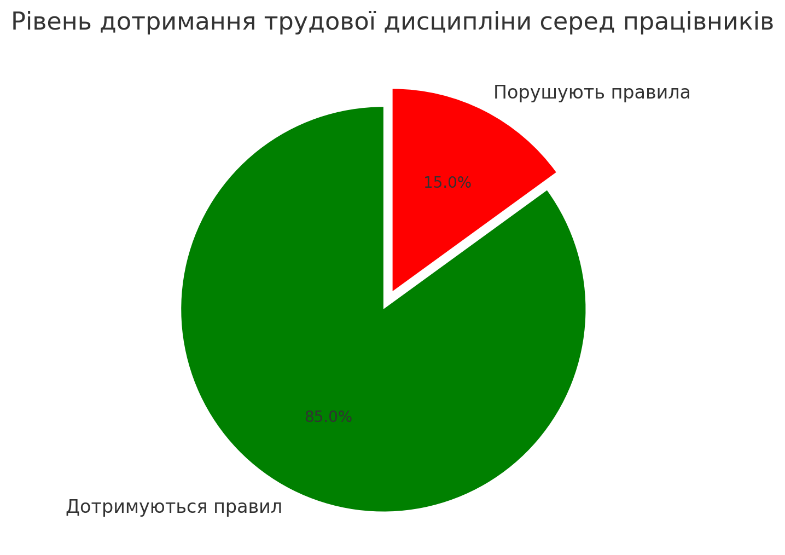 Рівень дотримання трудової дисципліни серед працівників
Порушують правила
15.0%
85.0%
Дотримуються правил